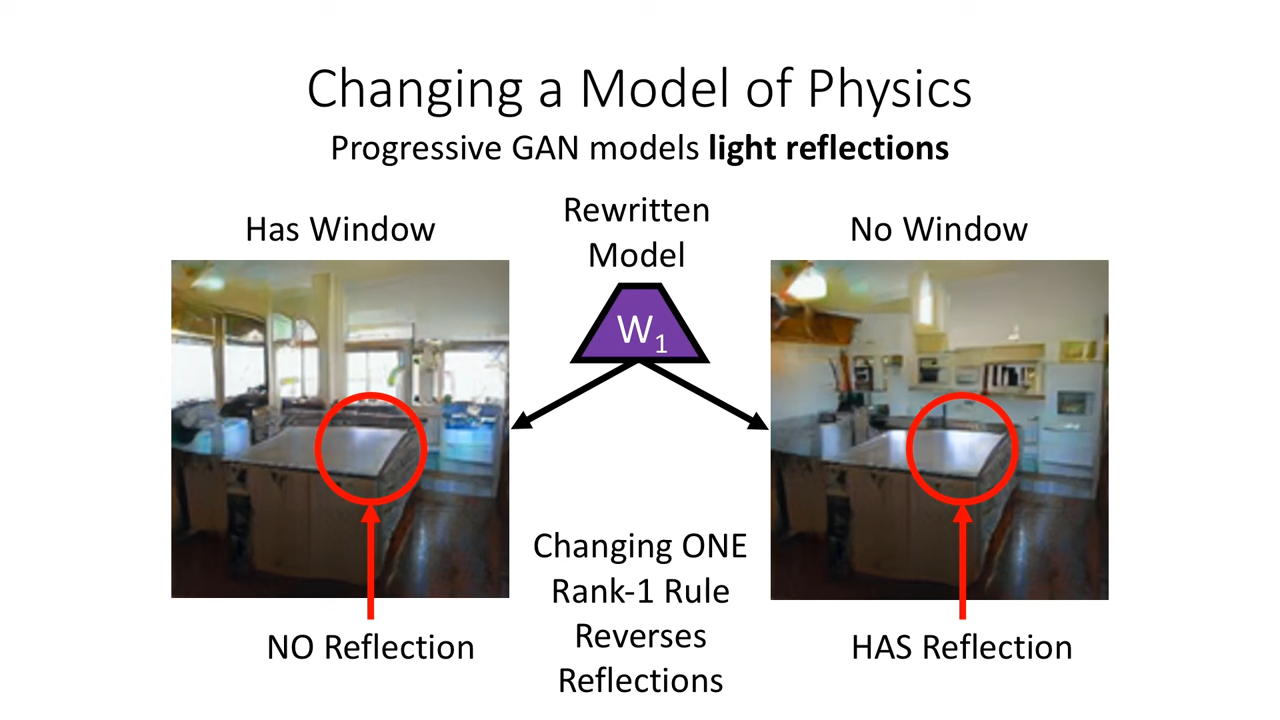 Changing a Model of Physics
Progressive GAN models light reflections
Has Window
Rewritten
Model
No Window
W1
Changing ONE
Rank-1 Rule
Reverses
Reflections
NO Reflection
HAS Reflection